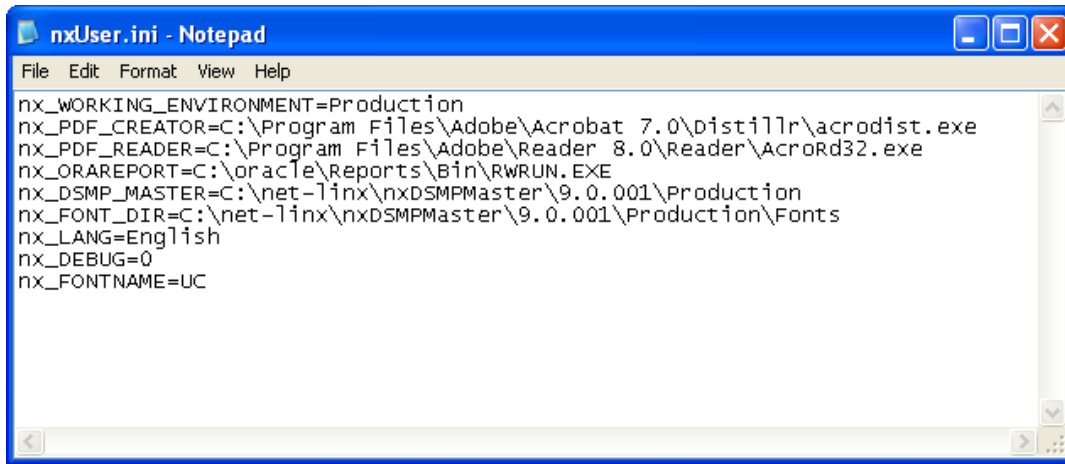 nxUser.ini - Notepad
File Edit Format View Help
nx_WORKING_ENVIRONMENT=Production
nx_PDF_CREATOR=C:\Program Files\Adobe\Acrobat 7.0\Distillr\acrodist.exe
nx_PDF_READER=C:\Program Files\Adobe\Reader 8.0\Reader\AcroRd32.exe
nx_ORAREPORT=C:\oracle\Reports\Bin\RWRUN.EXE
nx_DSMP_MASTER=C:\net-linx\nxDSMPMaster\9.0.001\Production
nx_FONT_DIR=C:\net-linx\nxDSMPMaster\9.0.001\Production\Fonts
nx_LANG=English
nx_DEBUG=0
nx_FONTNAME=UC